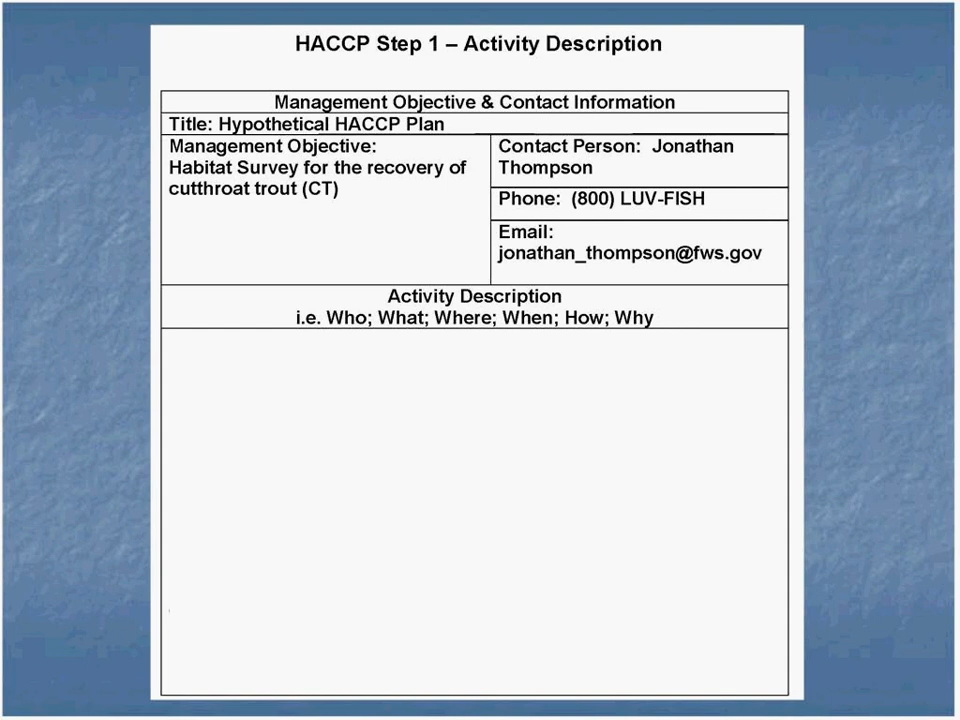 HACCP Step 1 – Activity Description
Management Objective & Contact Information
Title: Hypothetical HACCP Plan
Management Objective:
Habitat Survey for the recovery of
cutthroat trout (CT)
Contact Person:  Jonathan
Thompson
Phone:  (800) LUV-FISH
Email:
jonathan_thompson@fws.gov
Activity Description
i.e. Who; What; Where; When; How; Why